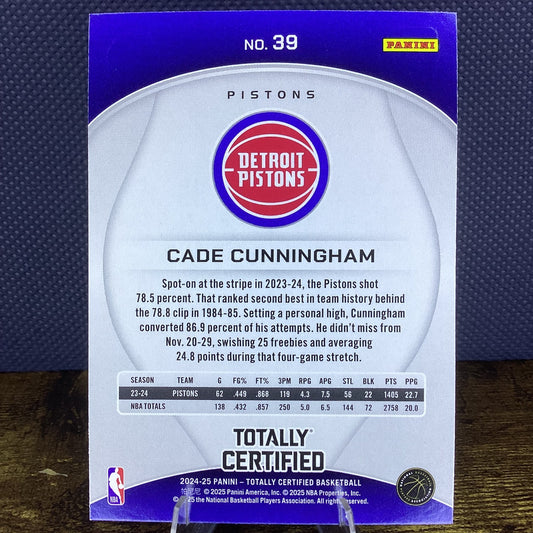 NO. 39
PANINI
PISTONS
DETROIT
PISTONS
CADE CUNNINGHAM
Spot-on at the stripe in 2023-24, the Pistons shot
78.5 percent. That ranked second best in team history behind
the 78.8 clip in 1984-85. Setting a personal high, Cunningham
converted 86.9 percent of his attempts. He didn't miss from
Nov. 20-29, swishing 25 freebies and averaging
24.8 points during that four-game stretch.
SEASON TEAM G FG% FT% 3PM RPG APG STL BLK PTS PPG
23-24 PISTONS 62 .449 .868 119 4.3 7.5 56 22 1405 22.7
NBA TOTALS 138 .432 .857 250 5.0 6.5 144 72 2758 20.0
TOTALLY®
CERTIFIED
2024-25 PANINI – TOTALLY CERTIFIED BASKETBALL
帕尼尼 © 2025 Panini America, Inc. © 2025 NBA Properties, Inc.
© 2025 the National Basketball Players Association. All rights reserved.
NBA